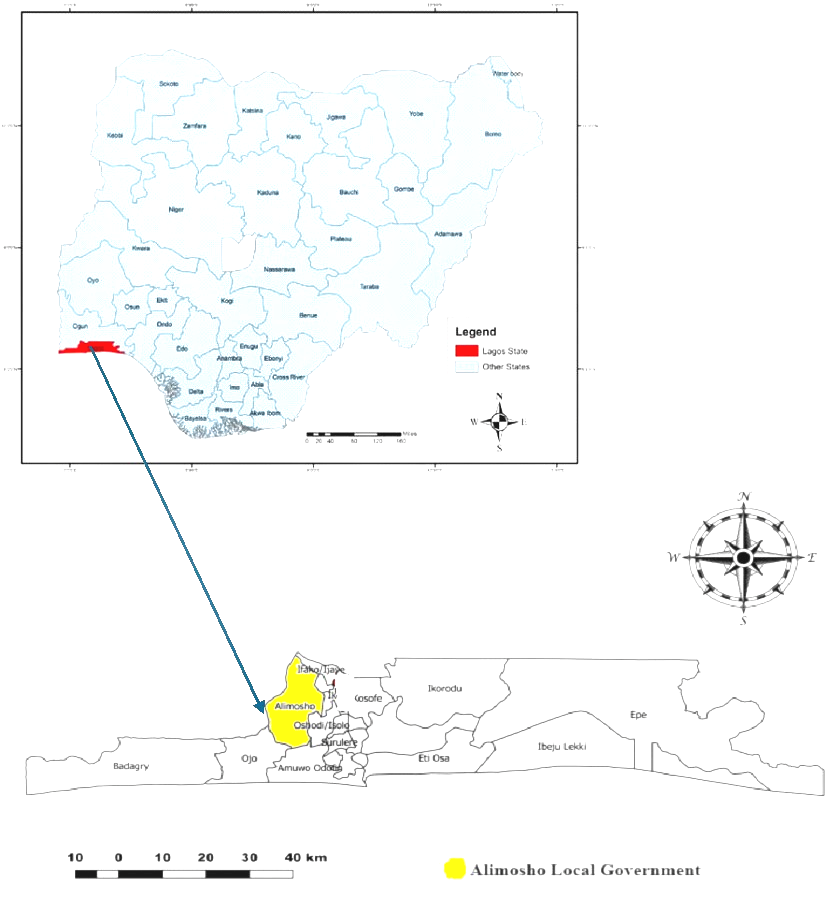 Water body
Sokoto
Katsina
Zamfara
Jigawa
Yobe
Kebbi
Kano
Borno
Kaduna
Bauchi
Gombe
Niger
Adamawa
Plateau
Kwara
Nassarawa
Oyo
Taraba
Ekiti
Kogi
Osun
Benue
Ondo
Ogun
Edo
Enugu
Anambra
Ebonyi
Cross River
Imo
Abia
Delta
Rivers
Akwa Ibom
Bayelsa
Legend
Lagos State
Other States
N
W E
S
0 20 40 80 120 160
Miles
N
W E
S
Ifako/Ijaye
Ik
Kosofe
Ikorodu
Alimosho
Epe
Oshodi/Isolo
Surulere
Ibeju Lekki
Ojo
Eti Osa
Badagry
Amuwo Odofin
10 0 10 20 30 40 km
Alimosho Local Government